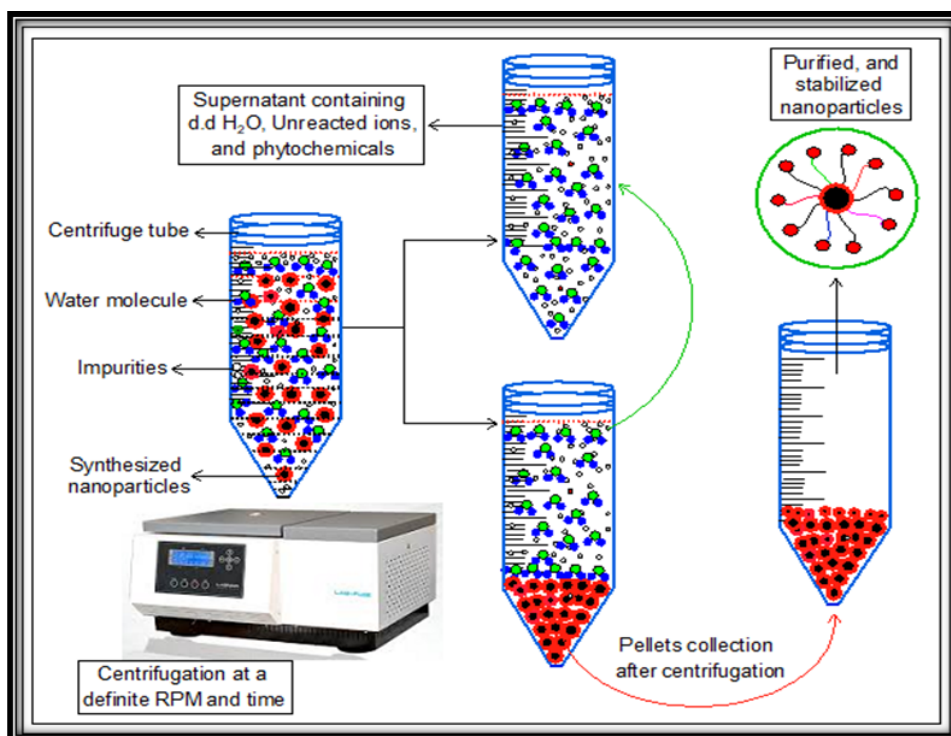 Supernatant containing
d.d H₂O, Unreacted ions,
and phytochemicals
Purified, and
stabilized
nanoparticles
Centrifuge tube
Water molecule
Impurities
Synthesized
nanoparticles
Centrifugation at a
definite RPM and time
Pellets collection
after centrifugation